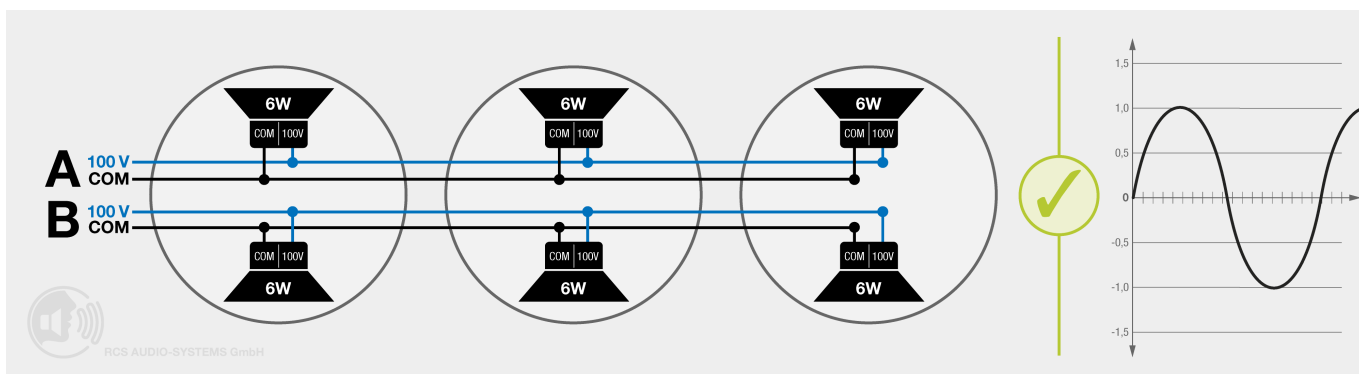 6W 6W 6W
COM 100V COM 100V COM 100V
A 100 V
COM
B 100 V
COM
COM 100V COM 100V COM 100V
6W 6W 6W
RCS AUDIO-SYSTEMS GmbH
1,5
1,0
0,5
0
-0,5
-1,0
-1,5